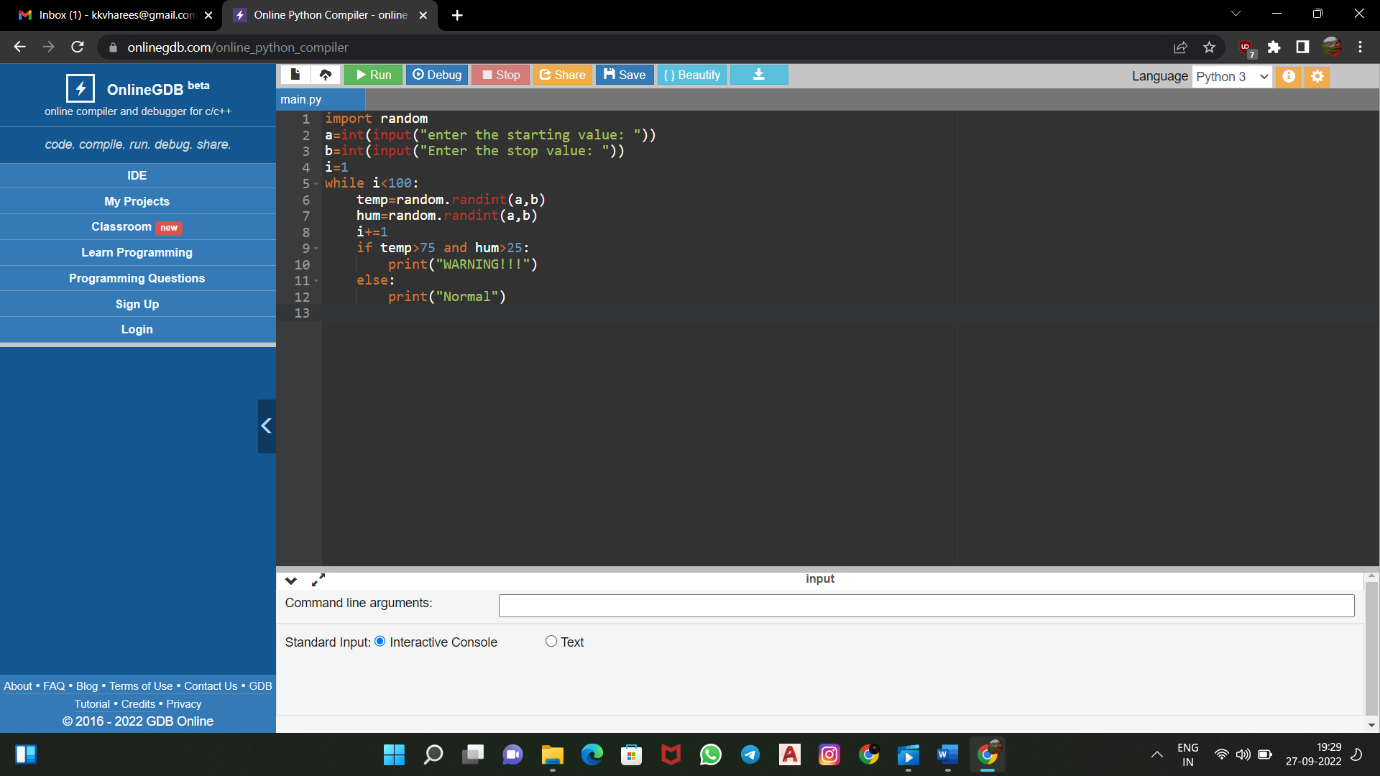 Inbox (1) - kkvharees@gmail.com
Online Python Compiler - online
onlinegdb.com/online_python_compiler
7
OnlineGDB beta
online compiler and debugger for c/c++
code. compile. run. debug. share.
IDE
My Projects
Classroom new
Learn Programming
Programming Questions
Sign Up
Login
About • FAQ • Blog • Terms of Use • Contact Us • GDB
Tutorial • Credits • Privacy
© 2016 - 2022 GDB Online
Run Debug Stop Share Save { } Beautify
Language Python 3
main.py
1 import random
2 a=int(input("enter the starting value: "))
3 b=int(input("Enter the stop value: "))
4 i=1
5 while i<100:
6     temp=random.randint(a,b)
7     hum=random.randint(a,b)
8     i+=1
9     if temp>75 and hum>25:
10         print("WARNING!!!")
11     else:
12         print("Normal")
13
input
Command line arguments:
Standard Input: Interactive Console Text
ENG
IN
19:29
27-09-2022